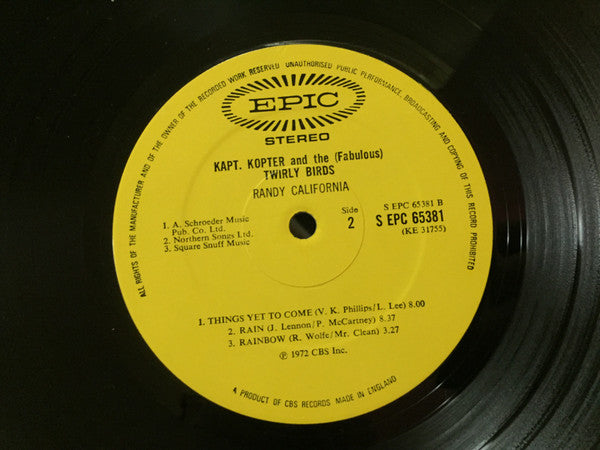 ALL RIGHTS OF THE MANUFACTURER AND OF THE OWNER OF THE RECORDED WORK RESERVED UNAUTHORISED PUBLIC PERFORMANCE, BROADCASTING AND COPYING OF THIS RECORD PROHIBITED
EPIC
STEREO
KAPT. KOPTER and the (Fabulous)
TWIRLY BIRDS
RANDY CALIFORNIA
1. A. Schroeder Music
Pub. Co. Ltd.
2. Northern Songs Ltd.
3. Square Snuff Music
Side
2
S EPC 65381 B
S EPC 65381
(KE 31755)
1. THINGS YET TO COME (V. K. Phillips/L. Lee) 8.00
2. RAIN (J. Lennon/P. McCartney) 8.37
3. RAINBOW (R. Wolfe/Mr. Clean) 3.27
℗ 1972 CBS Inc.
A PRODUCT OF CBS RECORDS MADE IN ENGLAND